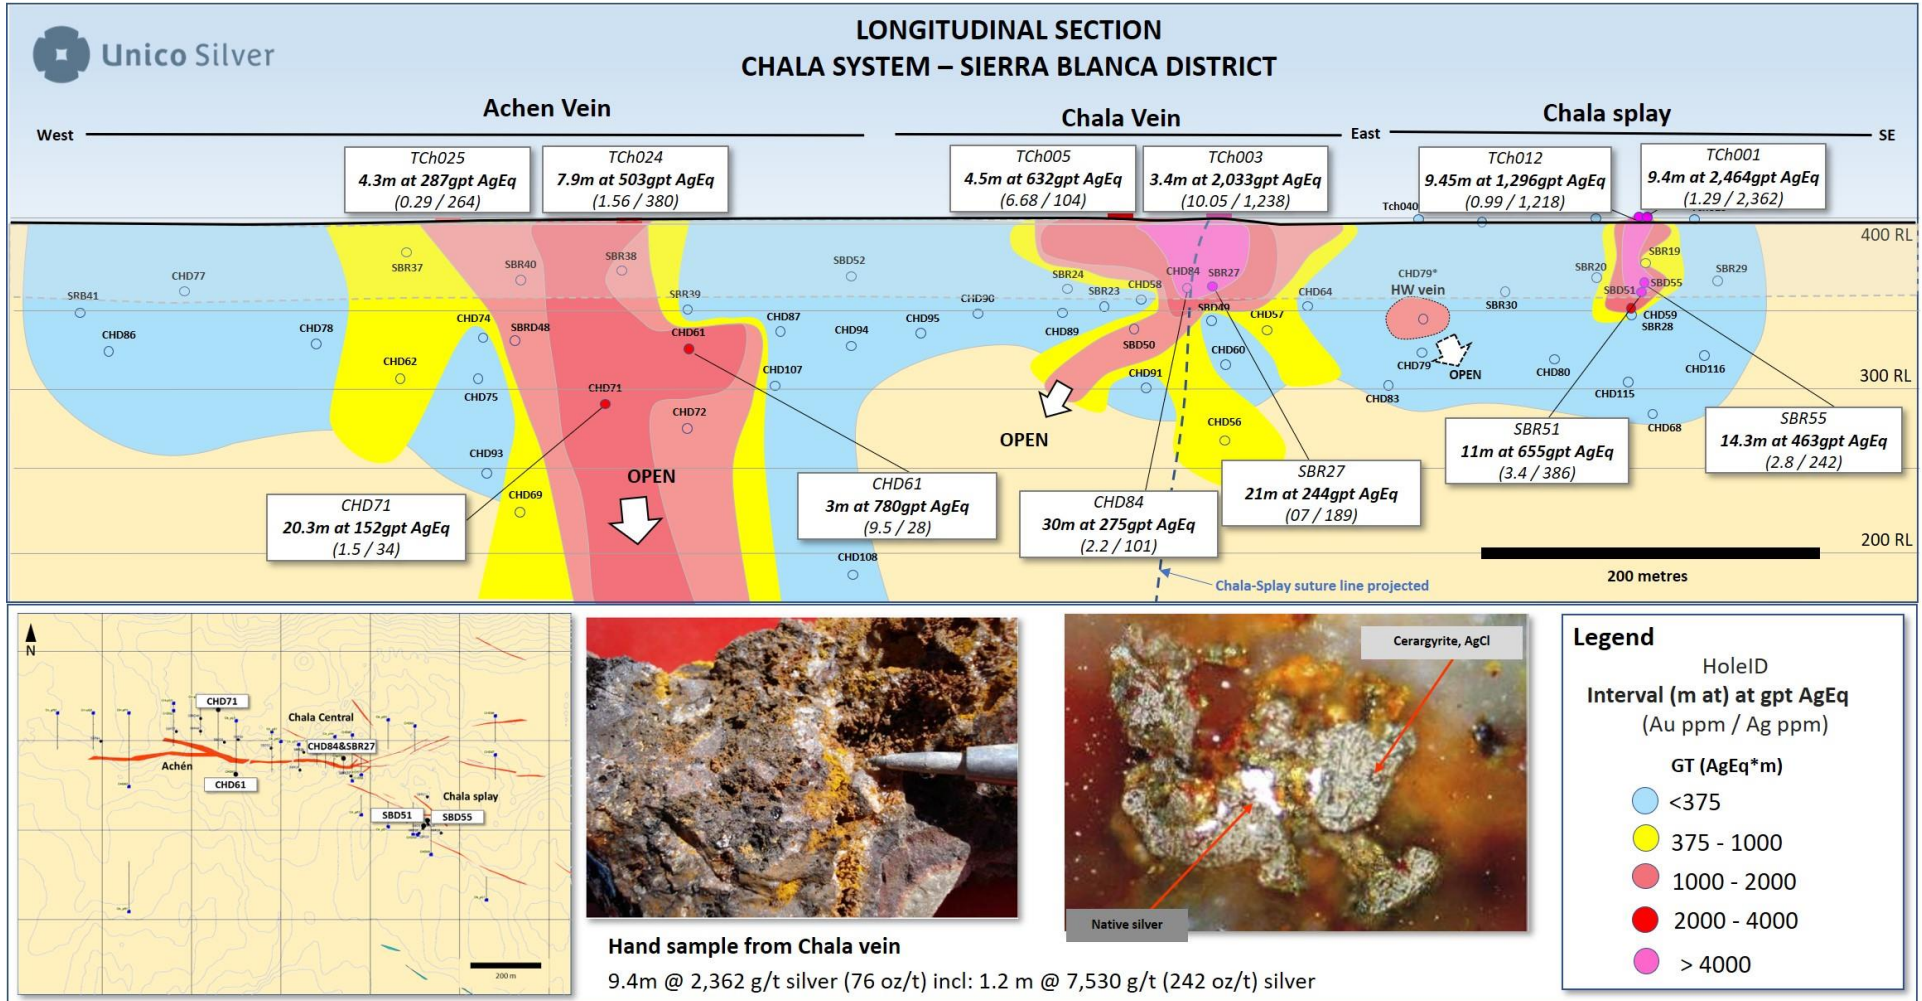 Unico Silver
LONGITUDINAL SECTION
CHALA SYSTEM – SIERRA BLANCA DISTRICT
Achen Vein
Chala Vein
Chala splay
West
East
SE
TCh025
4.3m at 287gpt AgEq
(0.29 / 264)
TCh024
7.9m at 503gpt AgEq
(1.56 / 380)
TCh005
4.5m at 632gpt AgEq
(6.68 / 104)
TCh003
3.4m at 2,033gpt AgEq
(10.05 / 1,238)
TCh012
9.45m at 1,296gpt AgEq
(0.99 / 1,218)
TCh001
9.4m at 2,464gpt AgEq
(1.29 / 2,362)
Tch040
400 RL
CHD77
SBR37
SBR40
SBR38
SBD52
SBR24
CHD84
SBR27
CHD79*
HW vein
SBR20
SBR19
SBR29
SRB41
SBR39
CHD90
SBR23
CHD58
CHD64
SBR30
SBD51
SBD55
CHD86
CHD78
CHD74
SBRD48
CHD61
CHD87
CHD94
CHD95
CHD89
SBD49
CHD57
CHD59
SBR28
SBD50
CHD62
CHD75
CHD71
CHD107
CHD91
CHD60
CHD79
OPEN
CHD80
CHD116
300 RL
CHD83
CHD115
CHD72
CHD56
CHD68
OPEN
CHD93
CHD69
OPEN
CHD108
CHD71
20.3m at 152gpt AgEq
(1.5 / 34)
CHD61
3m at 780gpt AgEq
(9.5 / 28)
CHD84
30m at 275gpt AgEq
(2.2 / 101)
SBR27
21m at 244gpt AgEq
(07 / 189)
SBR51
11m at 655gpt AgEq
(3.4 / 386)
SBR55
14.3m at 463gpt AgEq
(2.8 / 242)
200 RL
200 metres
Chala-Splay suture line projected
N
CHD71
Chala Central
CHD84&SBR27
Achén
CHD61
Chala splay
SBD51
SBD55
200 m
Cerargyrite, AgCl
Native silver
Hand sample from Chala vein
9.4m @ 2,362 g/t silver (76 oz/t) incl: 1.2 m @ 7,530 g/t (242 oz/t) silver
Legend
HoleID
Interval (m at) at gpt AgEq
(Au ppm / Ag ppm)
GT (AgEq*m)
<375
375 - 1000
1000 - 2000
2000 - 4000
> 4000